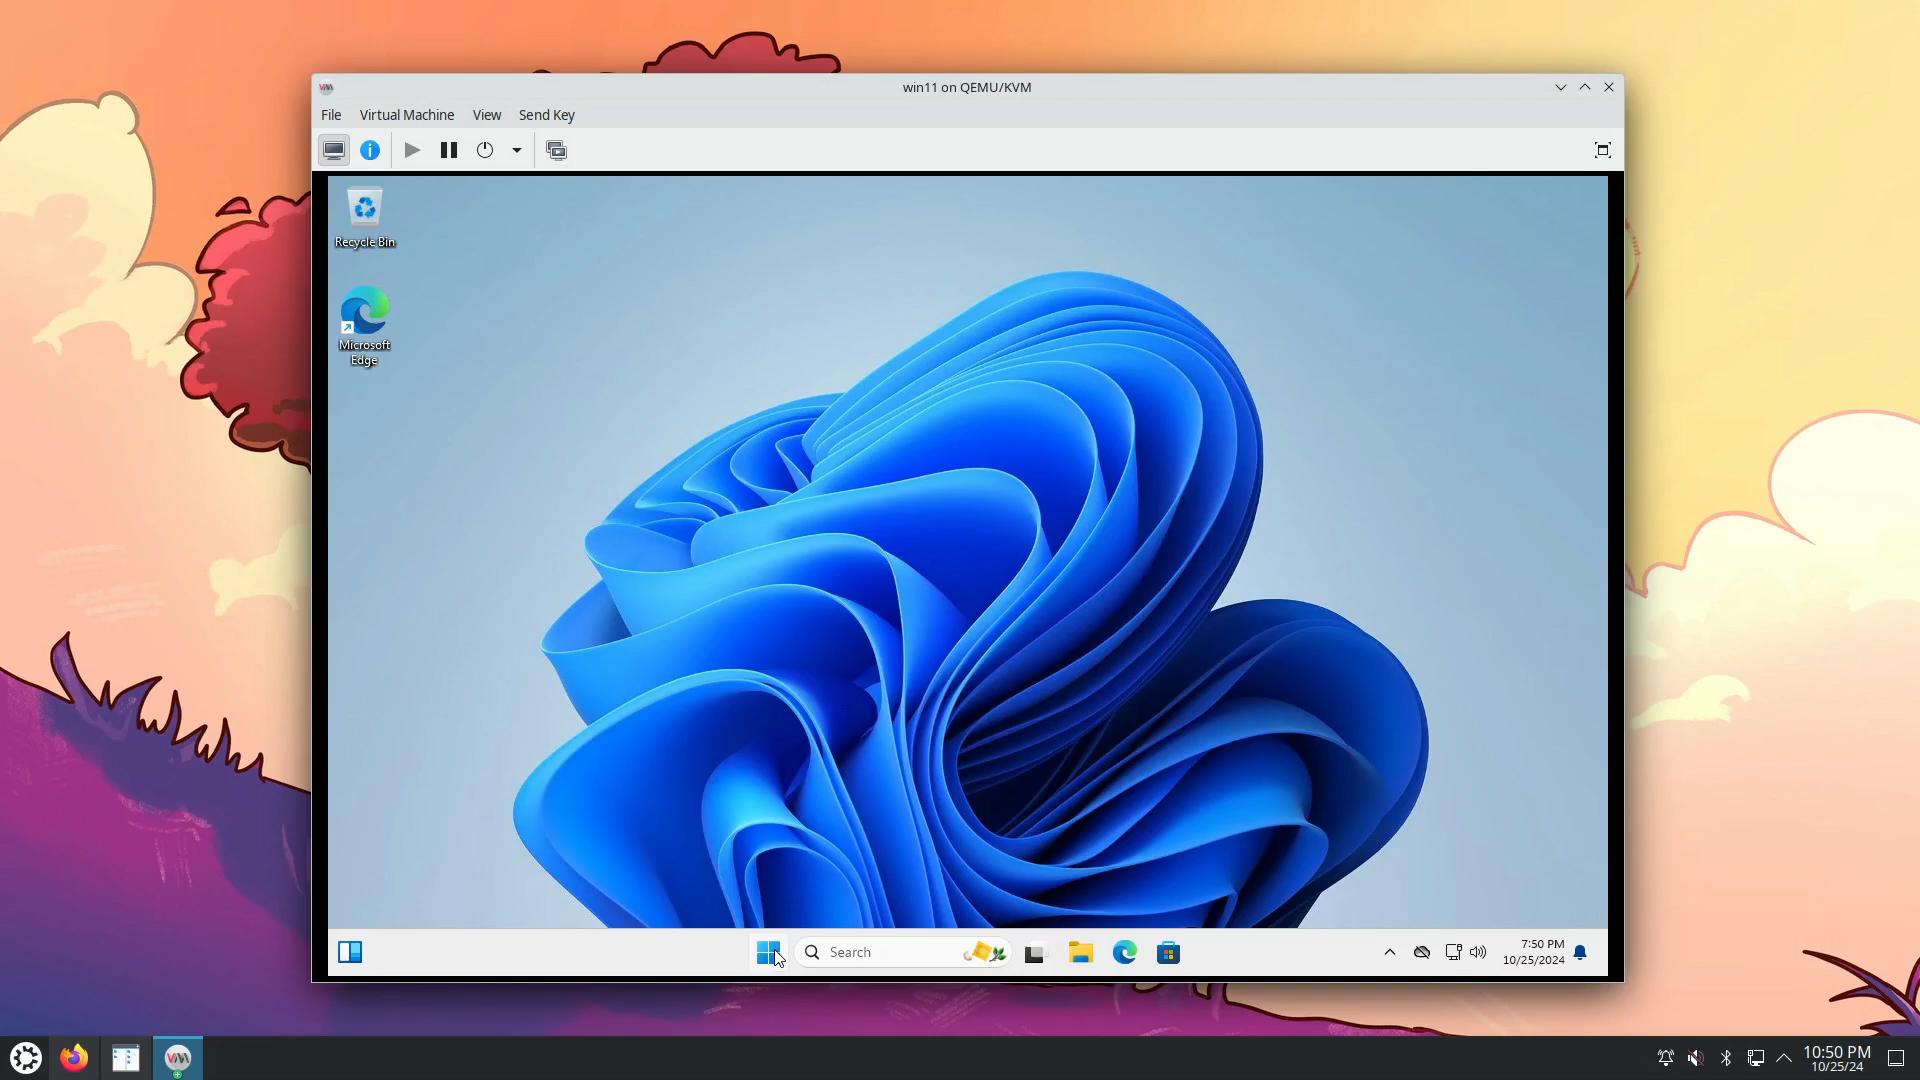 win11 on QEMU/KVM
File Virtual Machine View Send Key
Recycle Bin
Microsoft
Edge
Search
7:50 PM
10/25/2024
10:50 PM
10/25/24